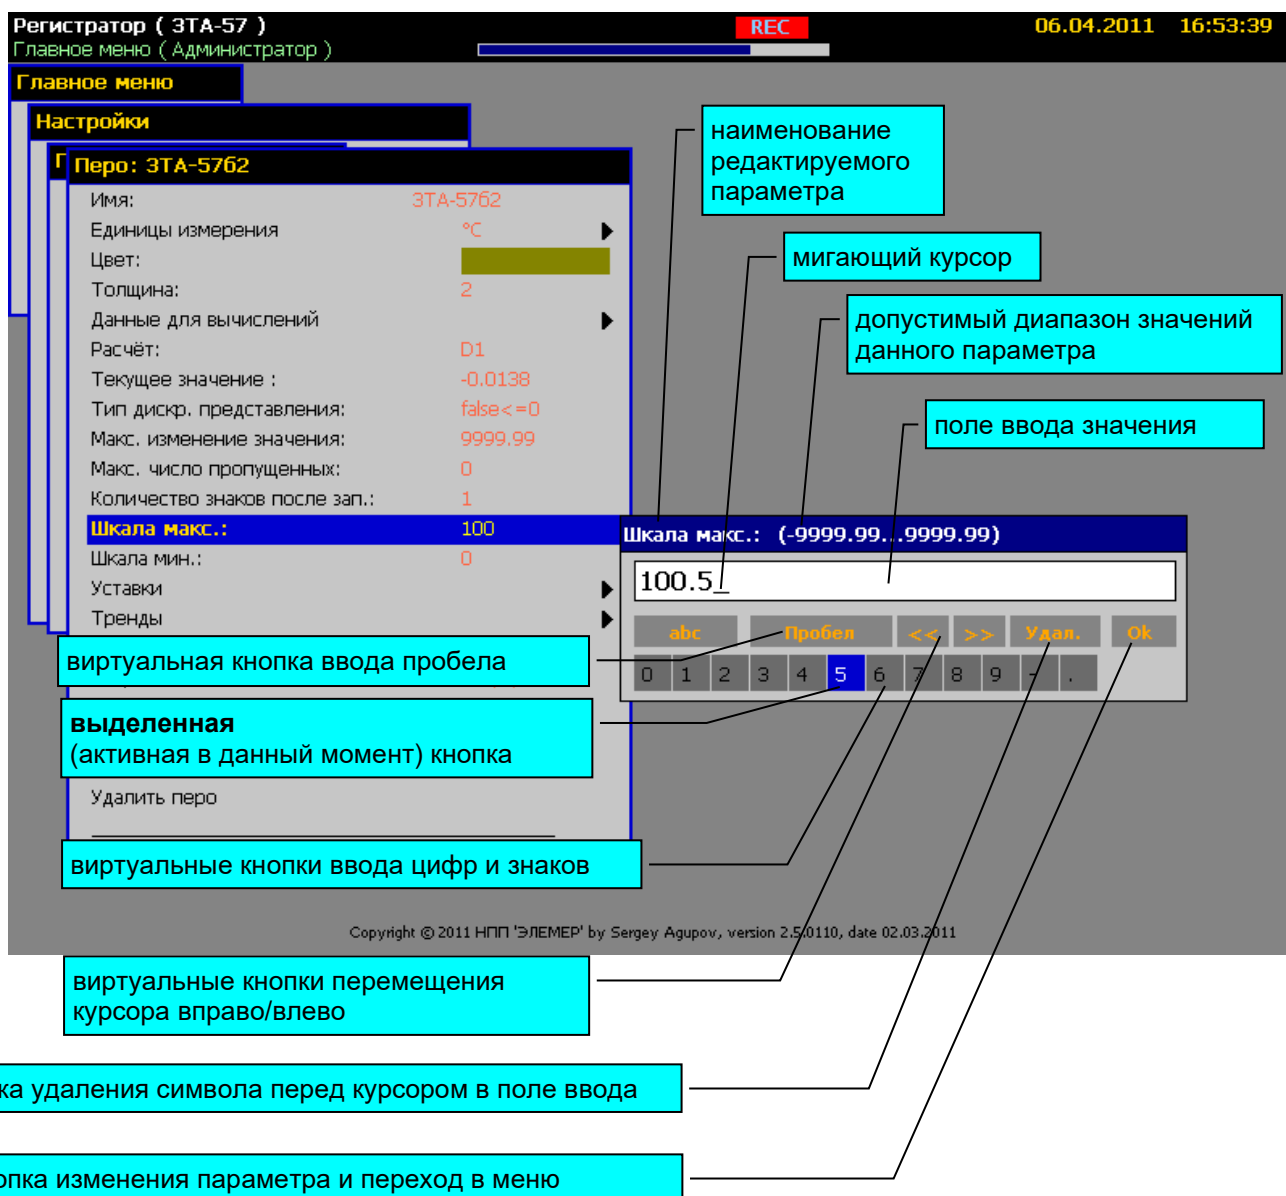 Регистратор ( ЗТА-57 )
REC
06.04.2011 16:53:39
Главное меню ( Администратор )
Главное меню
Настройки
Перо: ЗТА-57б2
Имя: ЗТА-57б2
Единицы измерения °C
Цвет:
Толщина: 2
Данные для вычислений
Расчёт: D1
Текущее значение : -0.0138
Тип дискр. представления: false<=0
Макс. изменение значения: 9999.99
Макс. число пропущенных: 0
Количество знаков после зап.: 1
Шкала макс.: 100
Шкала мин.: 0
Уставки
Тренды
Удалить перо
наименование
редактируемого
параметра
мигающий курсор
допустимый диапазон значений
данного параметра
поле ввода значения
Шкала макс.: (-9999.99...9999.99)
100.5_
abc Пробел << >> Удал. Ok
0 1 2 3 4 5 6 7 8 9 - .
виртуальная кнопка ввода пробела
выделенная
(активная в данный момент) кнопка
виртуальные кнопки ввода цифр и знаков
Copyright © 2011 НПП 'ЭЛЕМЕР' by Sergey Agupov, version 2.5.0110, date 02.03.2011
виртуальные кнопки перемещения
курсора вправо/влево
ка удаления символа перед курсором в поле ввода
опка изменения параметра и переход в меню